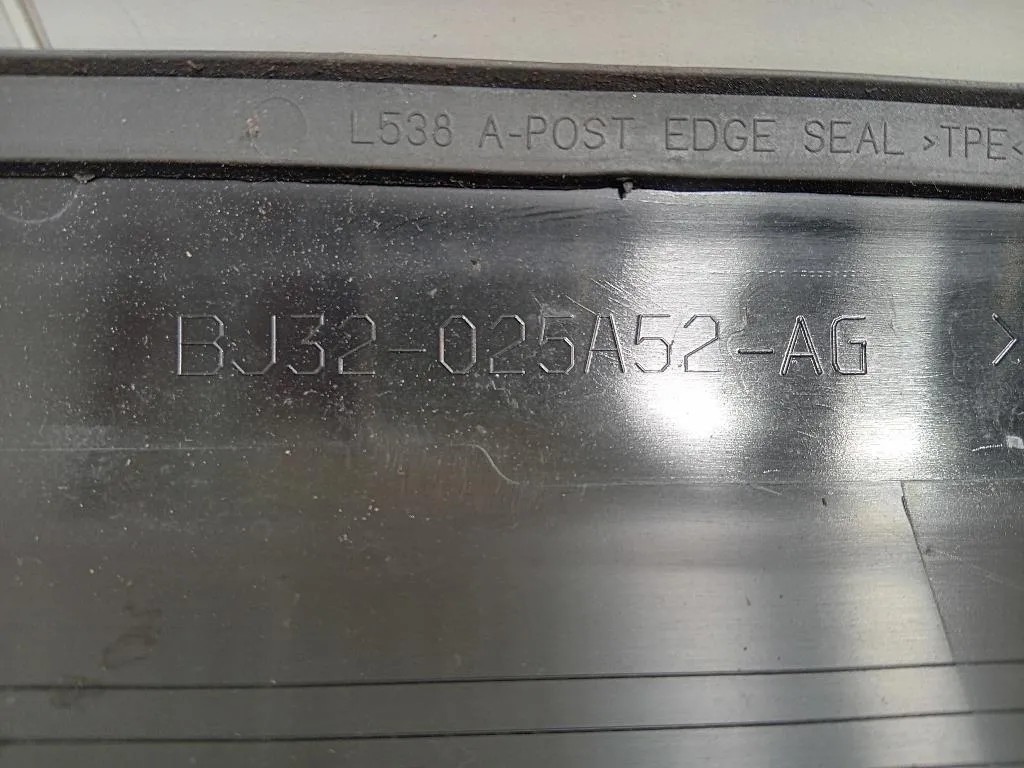 L538 A-POST EDGE SEAL >TPE<
BJ32-025A52-AG >